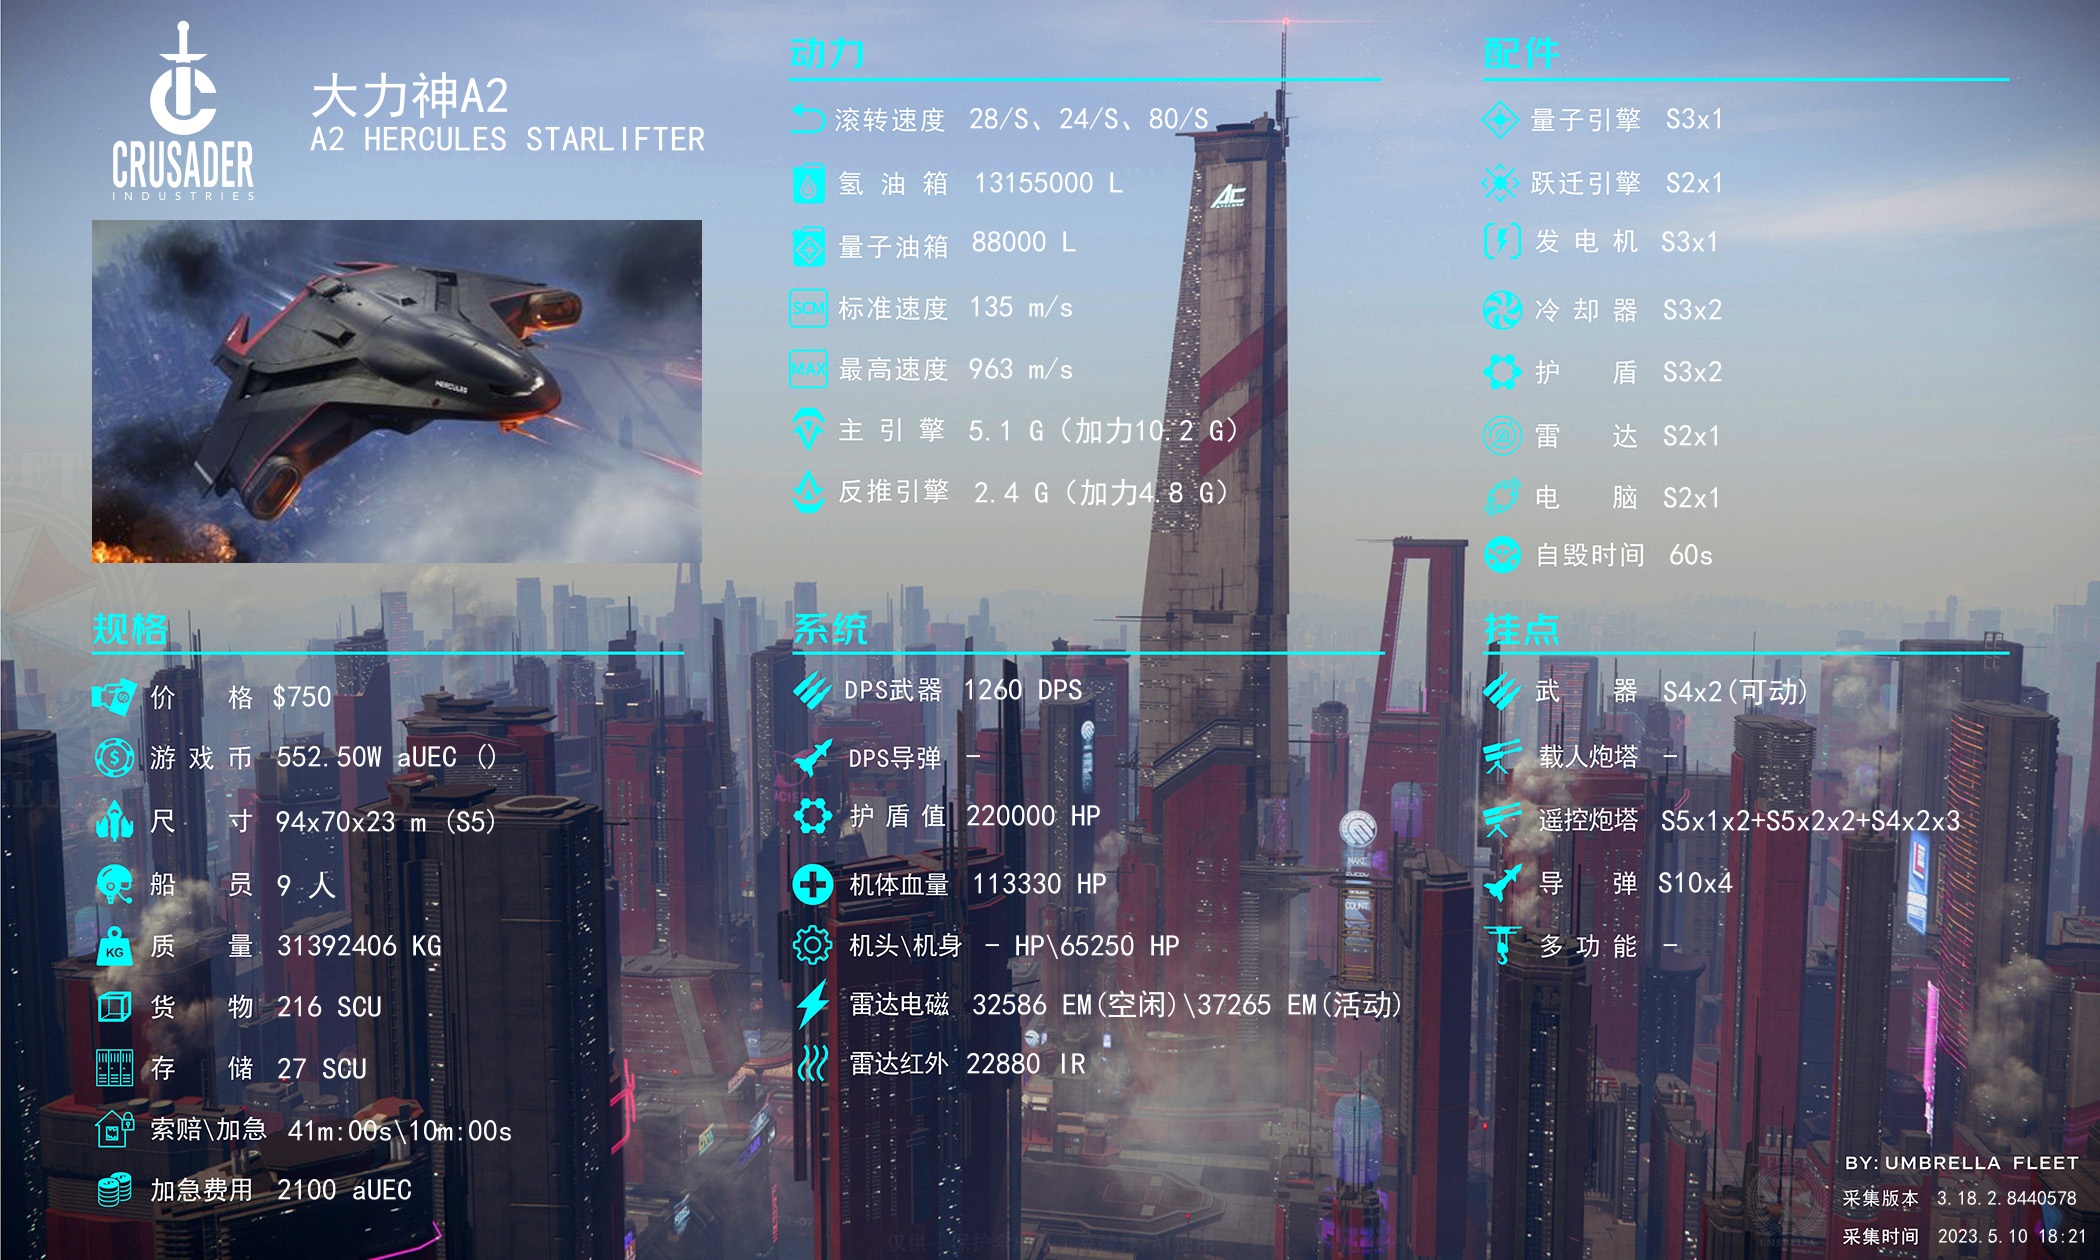 CRUSADER
INDUSTRIES
大力神A2
A2 HERCULES STARLIFTER
HERCULES
动力
滚转速度 28/S、24/S、80/S
氢油箱 13155000 L
量子油箱 88000 L
SCM 标准速度 135 m/s
MAX 最高速度 963 m/s
主引擎 5.1 G（加力10.2 G）
反推引擎 2.4 G（加力4.8 G）
配件
量子引擎 S3x1
跃迁引擎 S2x1
发电机 S3x1
冷却器 S3x2
护盾 S3x2
雷达 S2x1
电脑 S2x1
自毁时间 60s
AC
规格
价格 $750
游戏币 552.50W aUEC ()
尺寸 94x70x23 m (S5)
船员 9 人
KG 质量 31392406 KG
货物 216 SCU
存储 27 SCU
索赔\加急 41m:00s\10m:00s
加急费用 2100 aUEC
系统
DPS武器 1260 DPS
DPS导弹 -
护盾值 220000 HP
机体血量 113330 HP
机头\机身 - HP\65250 HP
雷达电磁 32586 EM(空闲)\37265 EM(活动)
雷达红外 22880 IR
挂点
武器 S4x2(可动)
载人炮塔 -
遥控炮塔 S5x1x2+S5x2x2+S4x2x3
导弹 S10x4
多功能 -
MAKE
EVERY
COUNT
BY: UMBRELLA FLEET
采集版本 3.18.2.8440578
采集时间 2023.5.10 18:21